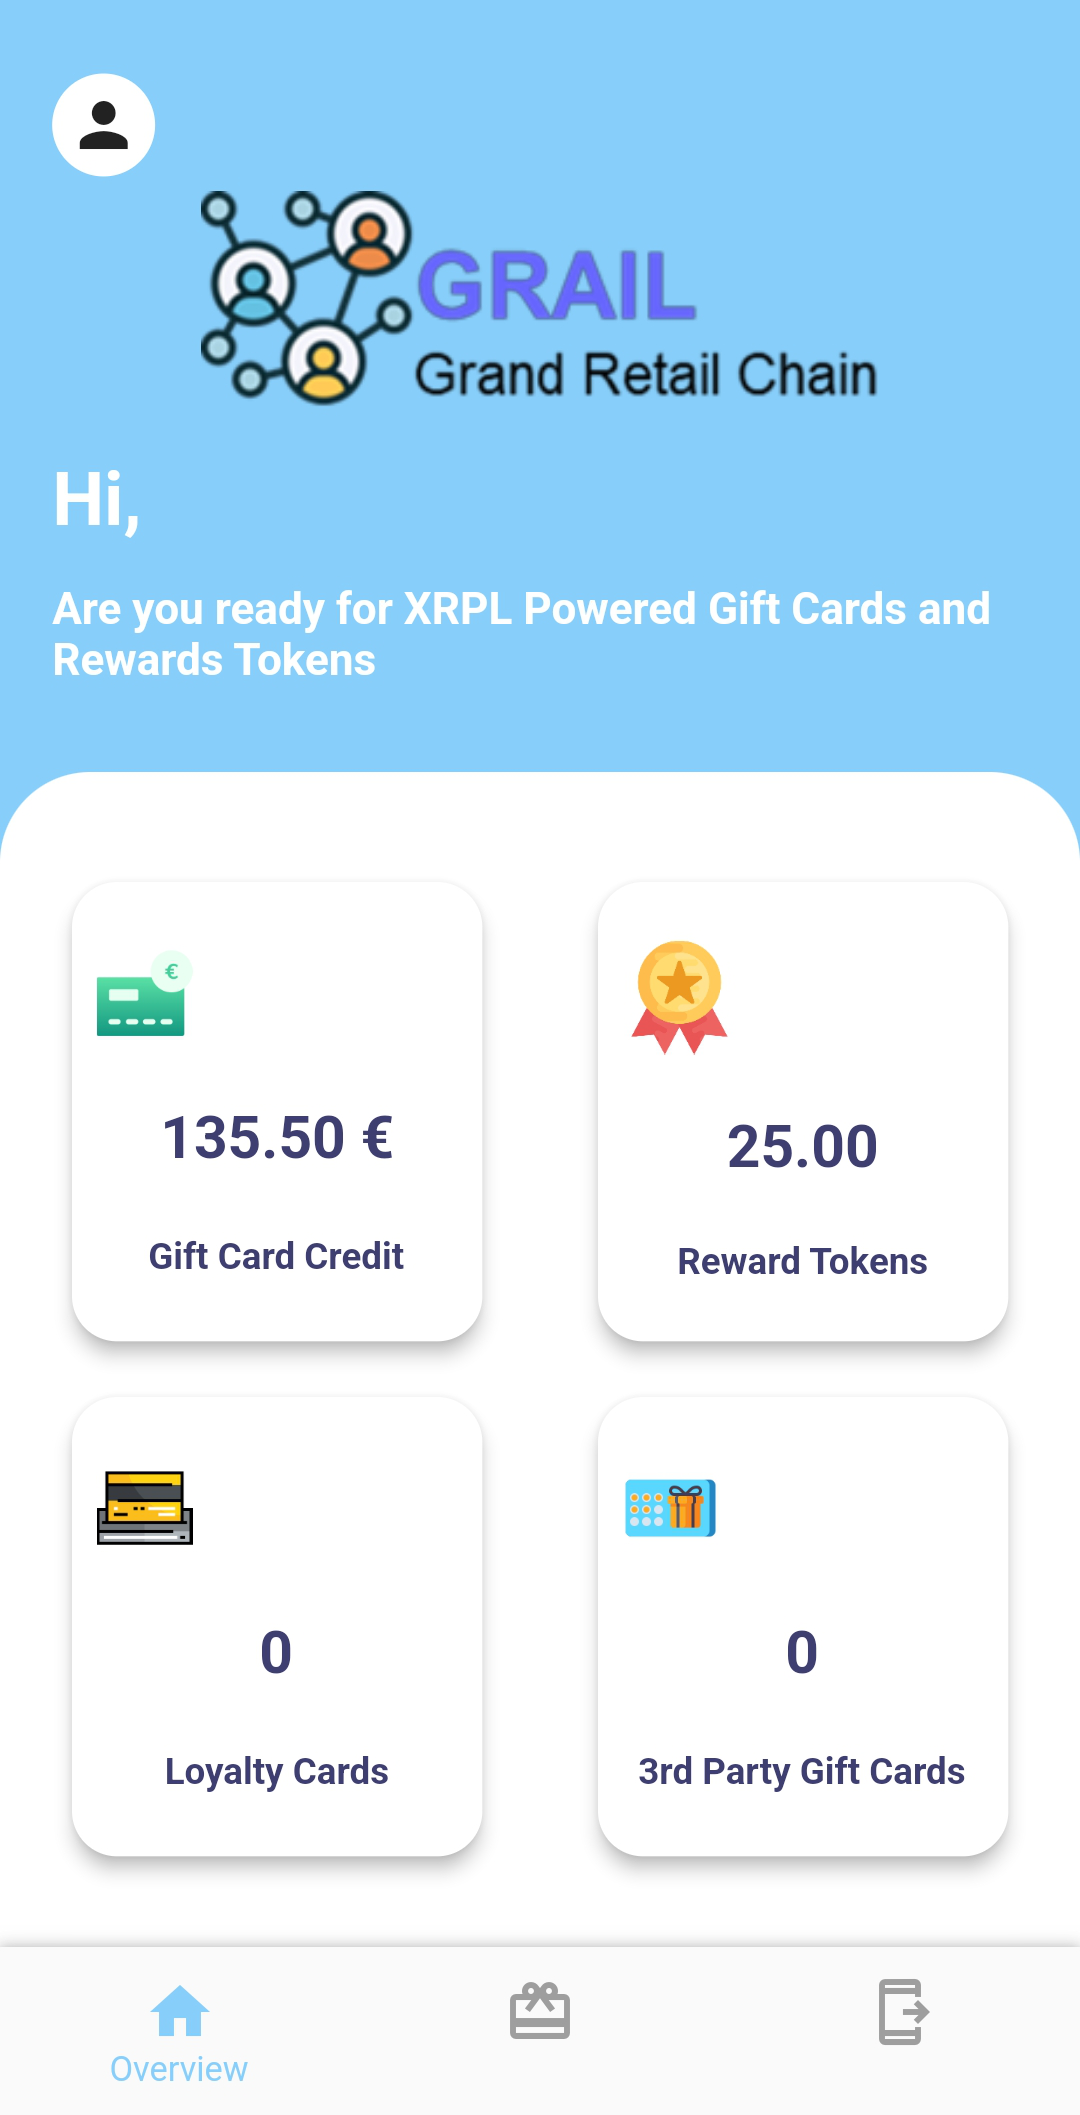 GRAIL
Grand Retail Chain
Hi,
Are you ready for XRPL Powered Gift Cards and
Rewards Tokens
€
135.50 €
Gift Card Credit
25.00
Reward Tokens
0
Loyalty Cards
0
3rd Party Gift Cards
Overview